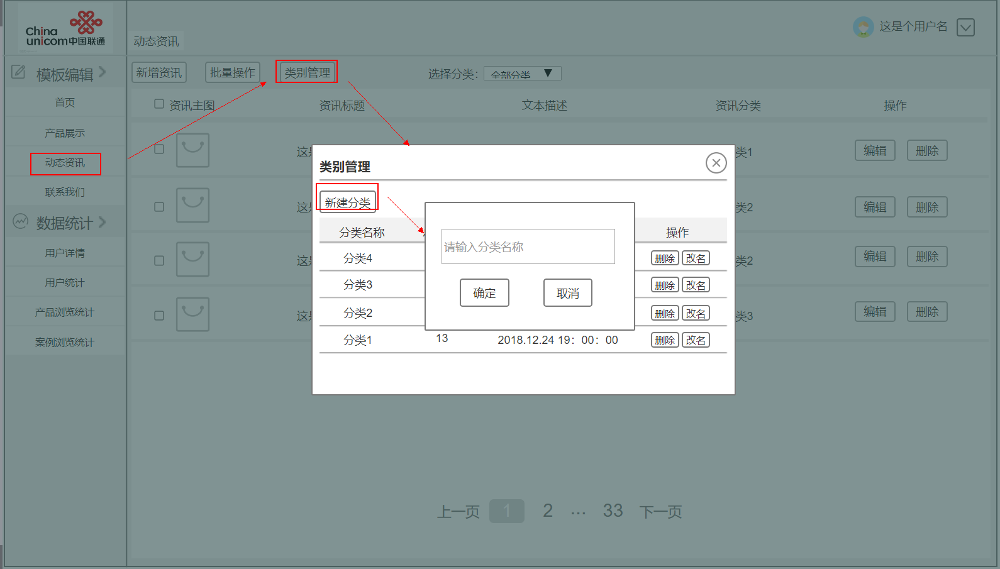 China
unicom中国联通
动态资讯
这是个用户名
模板编辑
首页
产品展示
动态资讯
联系我们
数据统计
用户详情
用户统计
产品浏览统计
案例浏览统计
新增资讯 批量操作 类别管理 选择分类： 全部分类
资讯主图 资讯标题 文本描述 资讯分类 操作
这是 类1 编辑 删除
这是 类2 编辑 删除
这是 类2 编辑 删除
这是 类3 编辑 删除
类别管理
新建分类
分类名称 操作
分类4 删除 改名
分类3 删除 改名
分类2 删除 改名
分类1 13 2018.12.24 19：00：00 删除 改名
请输入分类名称
确定 取消
上一页 1 2 ... 33 下一页